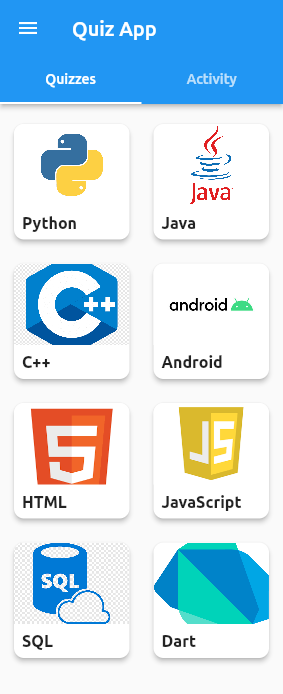 Quiz App
Quizzes
Activity
Java
Python
Java
C++
C++
android
Android
5
JS
HTML
JavaScript
SQL
SQL
Dart